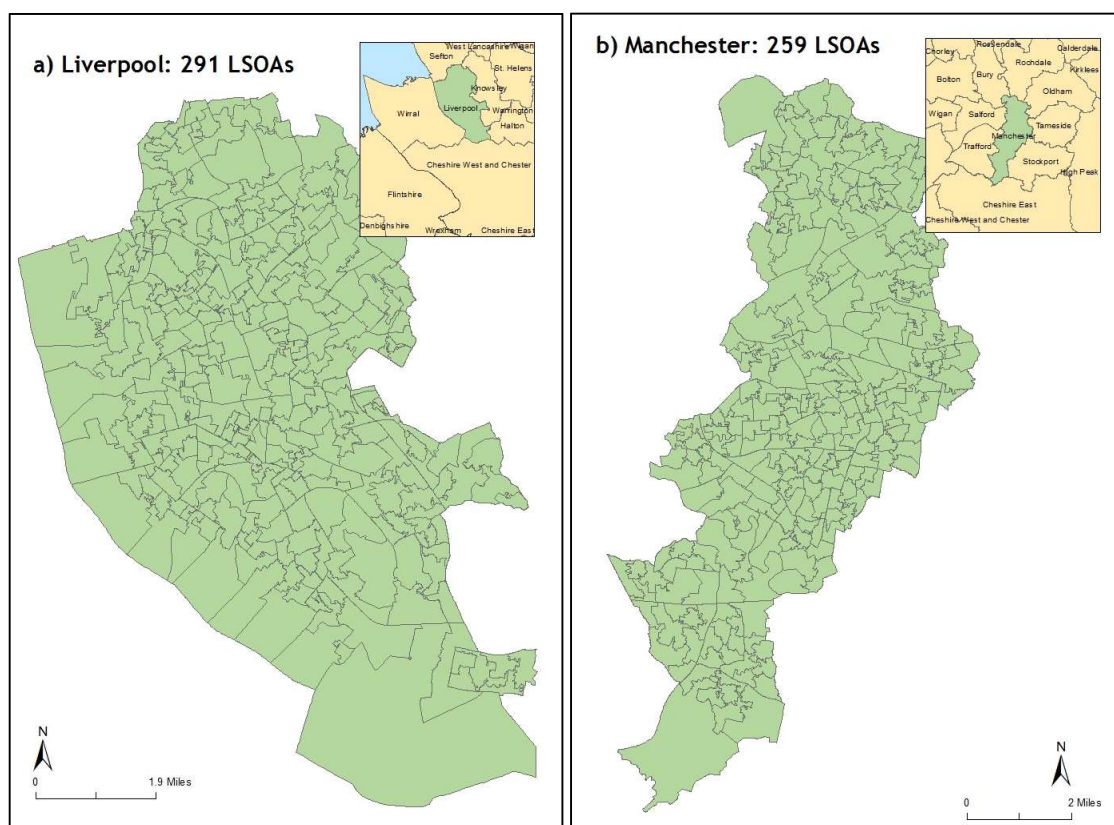 a) Liverpool: 291 LSOAs
West Lancashire
Wigan
Sefton
St. Helens
Knowsley
Liverpool
Wirral
Warrington
Halton
Cheshire West and Chester
Flintshire
Denbighshire
Wrexham
Cheshire East
N
0
1.9 Miles
b) Manchester: 259 LSOAs
Chorley
Rossendale
Calderdale
Bury
Rochdale
Kirklees
Bolton
Oldham
Wigan
Salford
Manchester
Tameside
Trafford
Stockport
High Peak
Cheshire East
Cheshire West and Chester
N
0
2 Miles